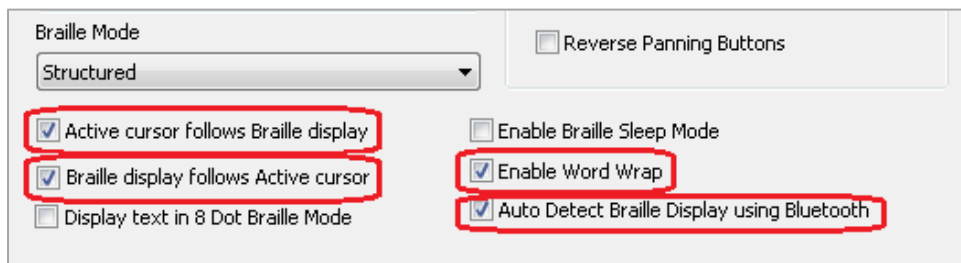 Braille Mode
Reverse Panning Buttons
Structured
Active cursor follows Braille display
Enable Braille Sleep Mode
Braille display follows Active cursor
Enable Word Wrap
Display text in 8 Dot Braille Mode
Auto Detect Braille Display using Bluetooth